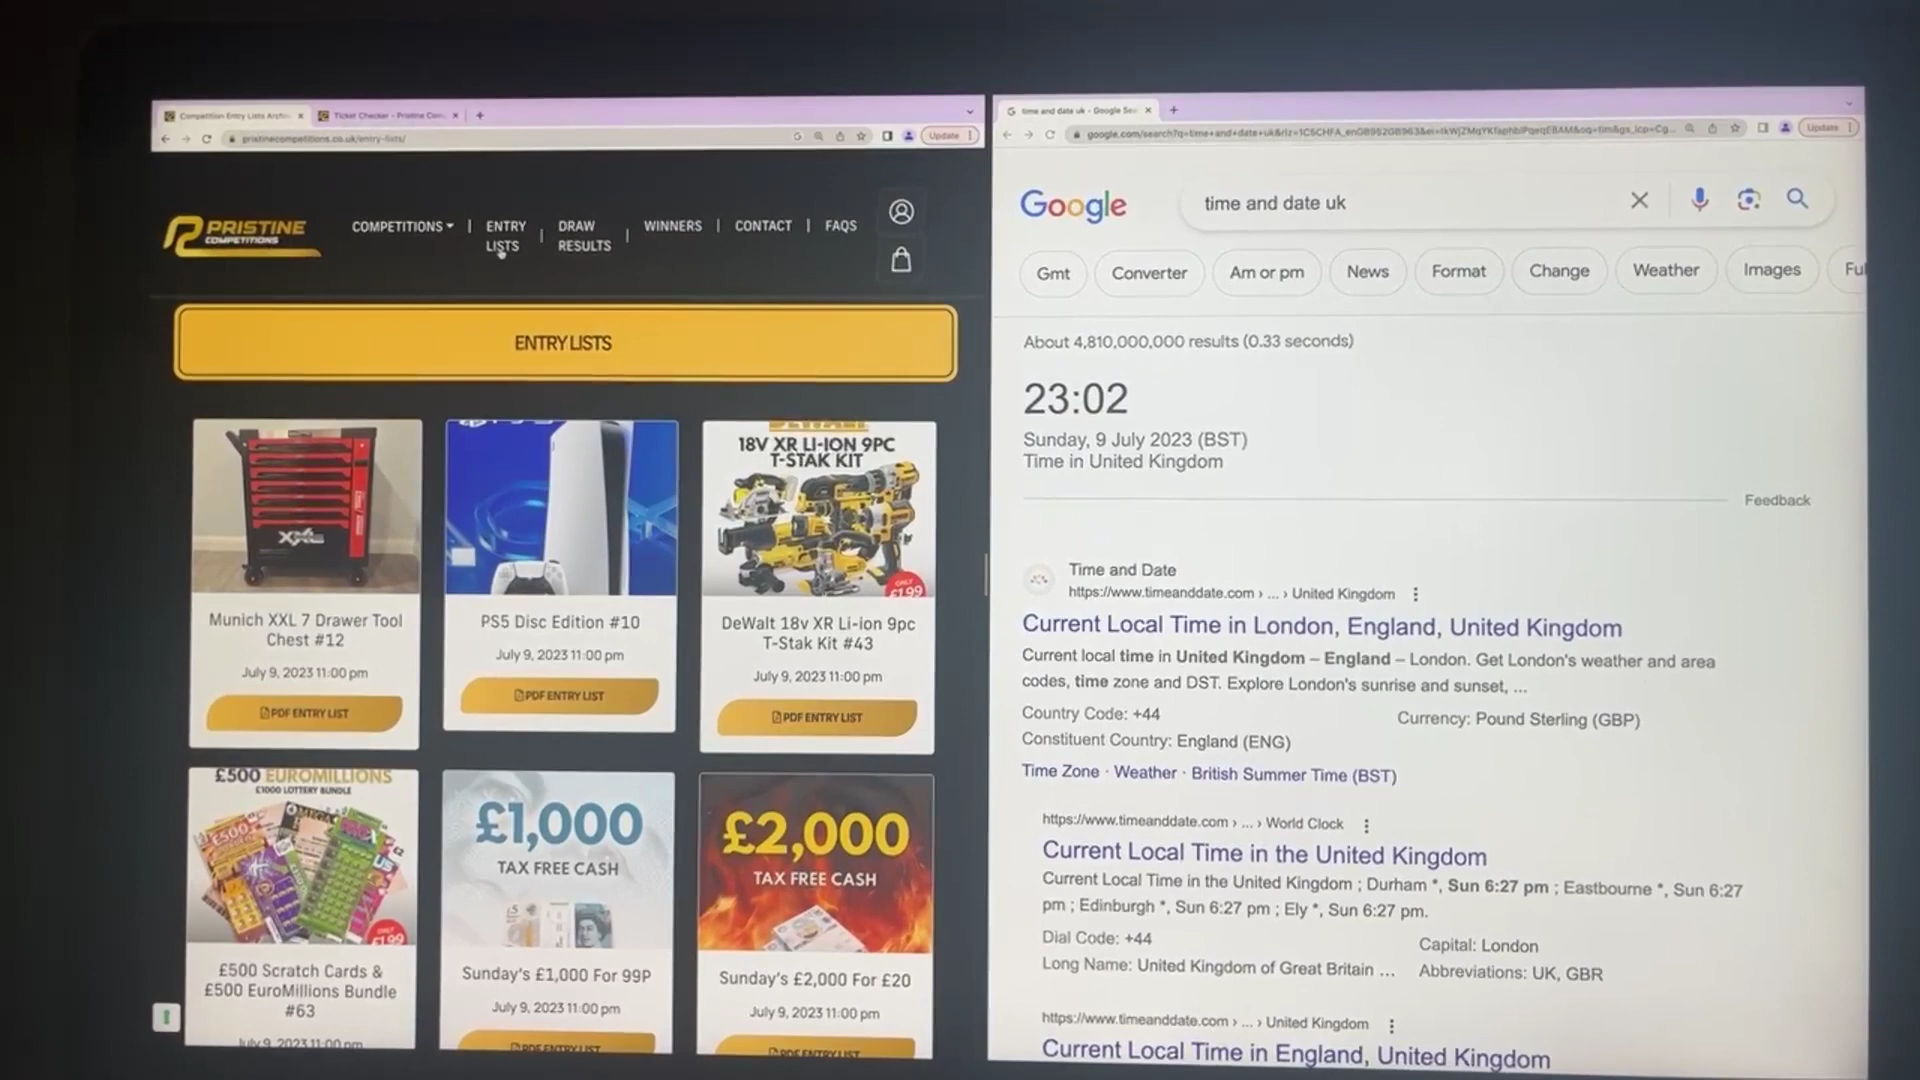 Competition Entry Lists
Ticket Checker - Pristine Com
Update
pristinecompetitions.co.uk/entry-lists/
PRISTINE
COMPETITIONS
COMPETITIONS | ENTRY LISTS | DRAW RESULTS | WINNERS | CONTACT | FAQS
ENTRY LISTS
XXL
Munich XXL 7 Drawer Tool
Chest #12
July 9, 2023 11:00 pm
PDF ENTRY LIST
PS5 Disc Edition #10
July 9, 2023 11:00 pm
PDF ENTRY LIST
DEWALT
18V XR LI-ION 9PC
T-STAK KIT
ONLY
£1.99
DeWalt 18v XR Li-ion 9pc
T-Stak Kit #43
July 9, 2023 11:00 pm
PDF ENTRY LIST
£500 EUROMILLIONS
£1000 LOTTERY BUNDLE
£500
ONLY
£1.99
£500 Scratch Cards &
£500 EuroMillions Bundle
#63
July 9, 2023 11:00 pm
£1,000
TAX FREE CASH
Sunday's £1,000 For 99P
July 9, 2023 11:00 pm
PDF ENTRY LIST
£2,000
TAX FREE CASH
Sunday's £2,000 For £20
July 9, 2023 11:00 pm
PDF ENTRY LIST
time and date uk - Google Sea
Update
Google
time and date uk
Gmt
Converter
Am or pm
News
Format
Change
Weather
Images
Ful
About 4,810,000,000 results (0.33 seconds)
23:02
Sunday, 9 July 2023 (BST)
Time in United Kingdom
Feedback
Time and Date
https://www.timeanddate.com › ... › United Kingdom
Current Local Time in London, England, United Kingdom
Current local time in United Kingdom – England – London. Get London's weather and area
codes, time zone and DST. Explore London's sunrise and sunset, ...
Country Code: +44
Currency: Pound Sterling (GBP)
Constituent Country: England (ENG)
Time Zone · Weather · British Summer Time (BST)
https://www.timeanddate.com › ... › World Clock
Current Local Time in the United Kingdom
Current Local Time in the United Kingdom ; Durham *, Sun 6:27 pm ; Eastbourne *, Sun 6:27
pm ; Edinburgh *, Sun 6:27 pm ; Ely *, Sun 6:27 pm.
Dial Code: +44
Capital: London
Long Name: United Kingdom of Great Britain ...
Abbreviations: UK, GBR
https://www.timeanddate.com › ... › United Kingdom
Current Local Time in England, United Kingdom